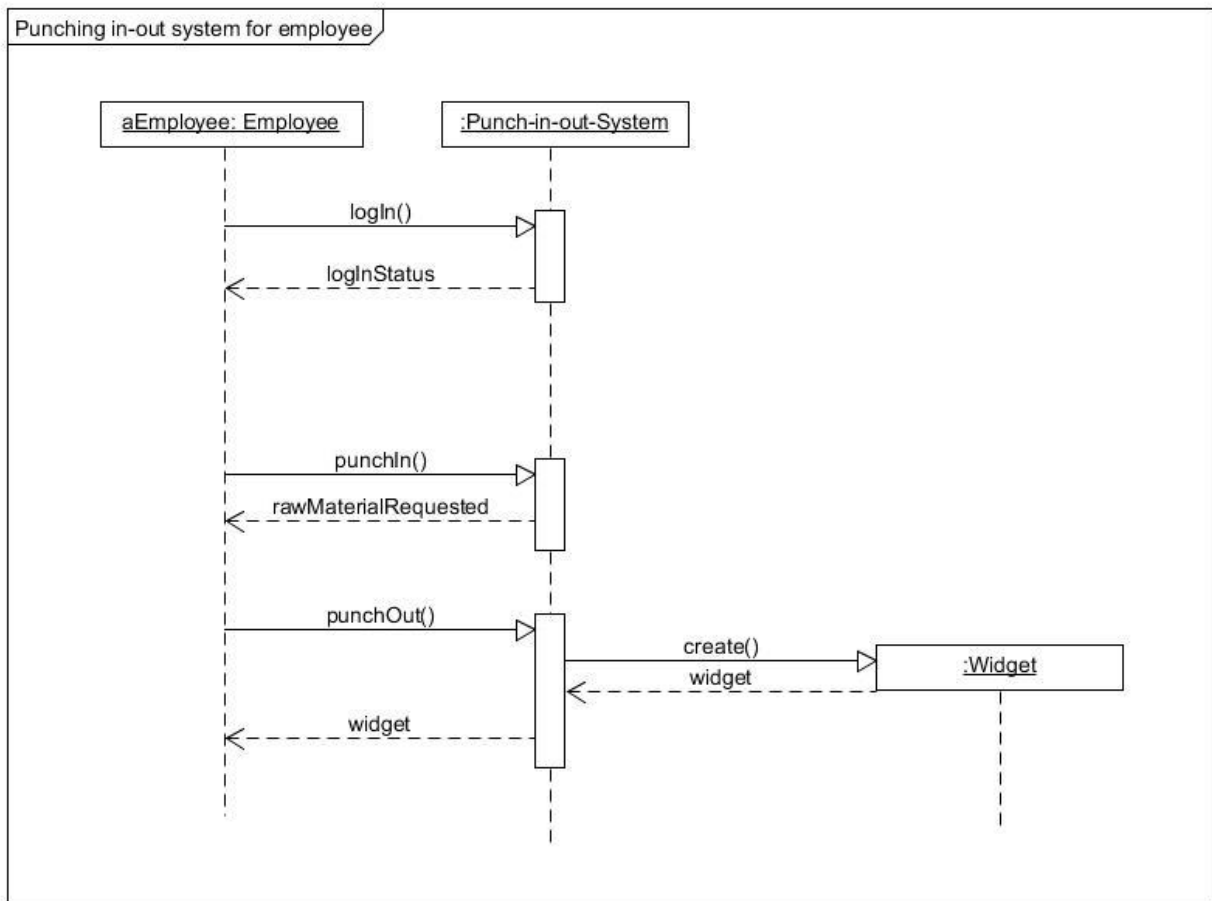 Punching in-out system for employee
aEmployee: Employee
:Punch-in-out-System
logIn()
logInStatus
punchIn()
rawMaterialRequested
punchOut()
create()
:Widget
widget
widget